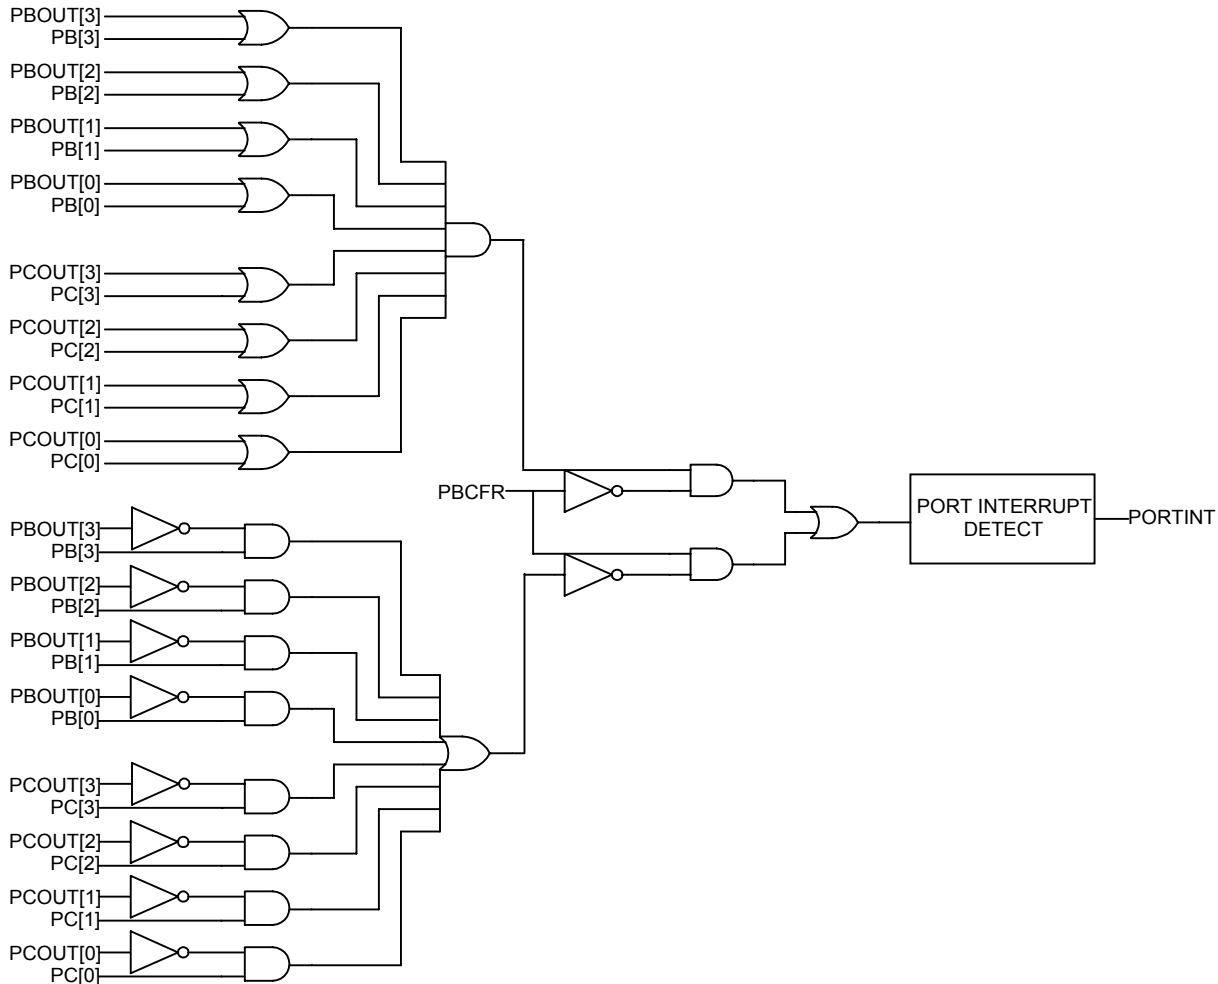 PBOUT[3]
PB[3]
PBOUT[2]
PB[2]
PBOUT[1]
PB[1]
PBOUT[0]
PB[0]
PCOUT[3]
PC[3]
PCOUT[2]
PC[2]
PCOUT[1]
PC[1]
PCOUT[0]
PC[0]
PBCFR
PORT INTERRUPT
DETECT
PORTINT
PBOUT[3]
PB[3]
PBOUT[2]
PB[2]
PBOUT[1]
PB[1]
PBOUT[0]
PB[0]
PCOUT[3]
PC[3]
PCOUT[2]
PC[2]
PCOUT[1]
PC[1]
PCOUT[0]
PC[0]